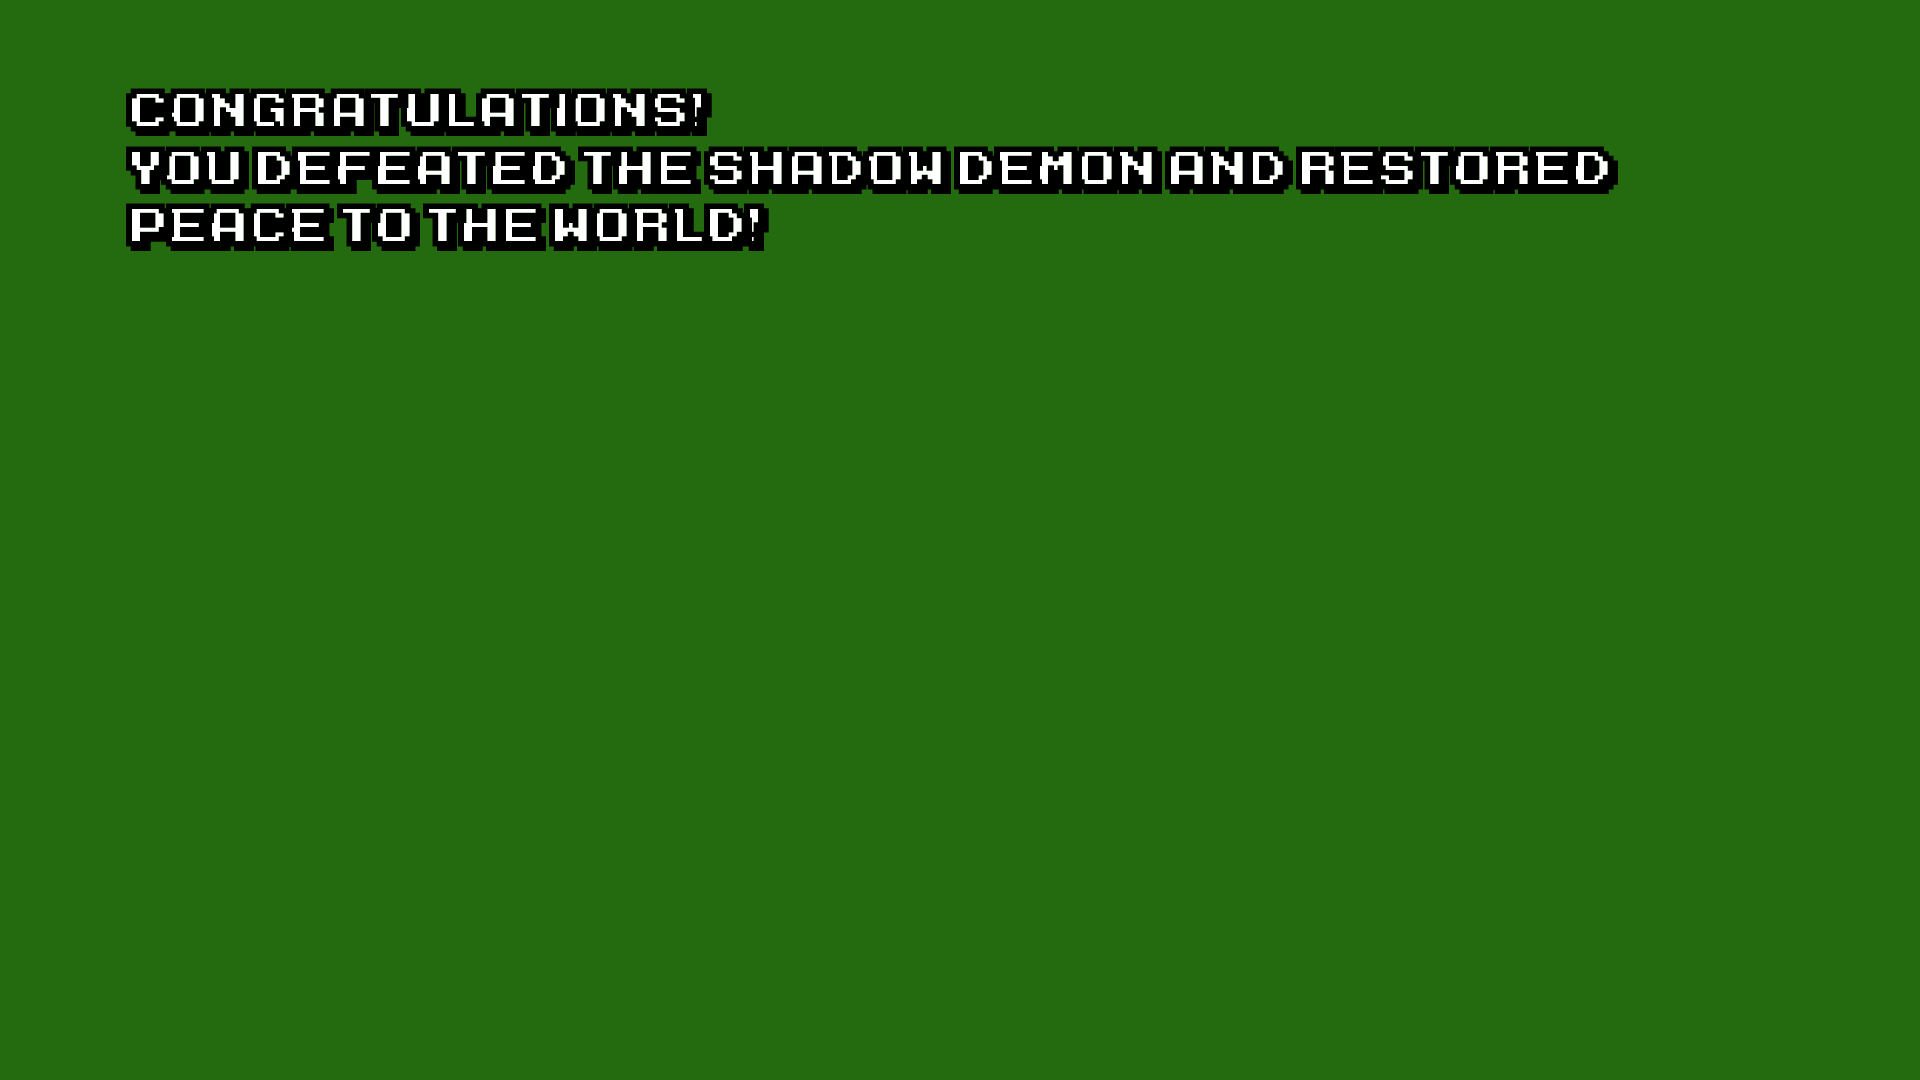 CONGRATULATIONS!
YOU DEFEATED THE SHADOW DEMON AND RESTORED
PEACE TO THE WORLD!